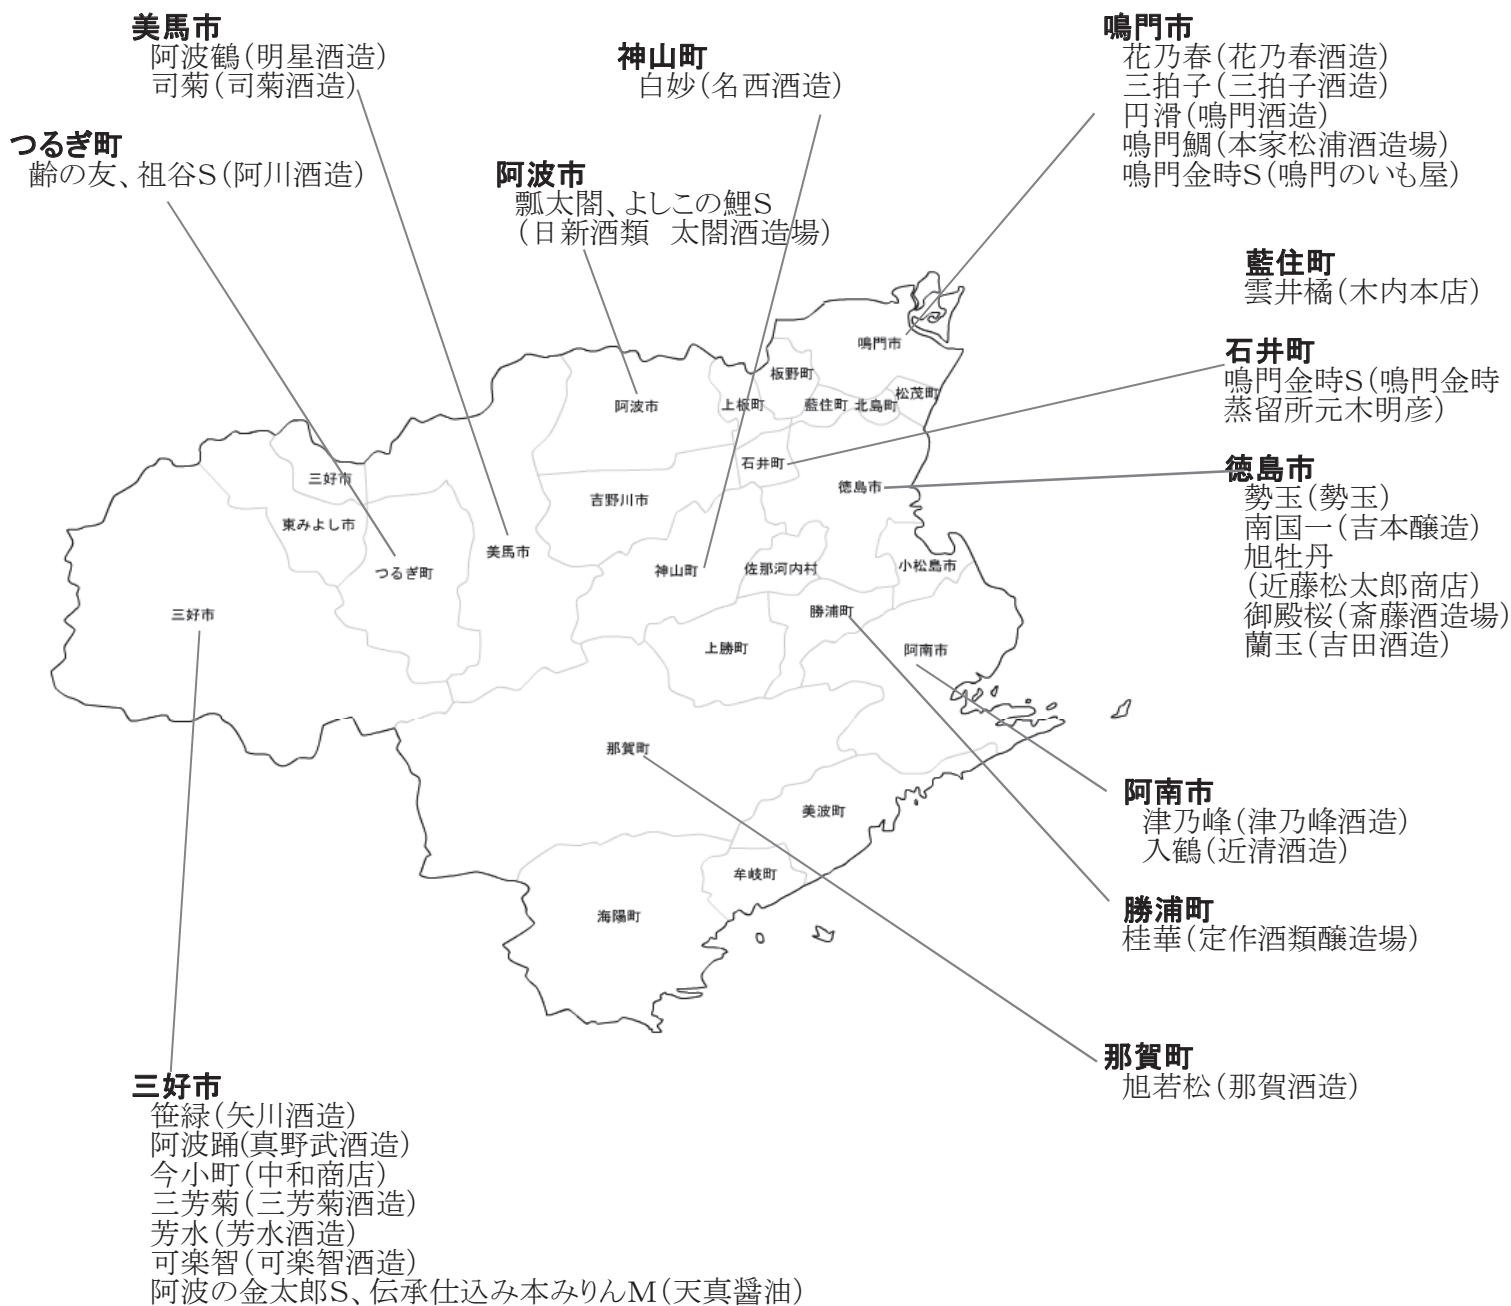 美馬市
阿波鶴(明星酒造)
司菊(司菊酒造)
神山町
白妙(名西酒造)
鳴門市
花乃春(花乃春酒造)
三拍子(三拍子酒造)
円滑(鳴門酒造)
鳴門鯛(本家松浦酒造場)
鳴門金時S(鳴門のいも屋)
つるぎ町
齢の友、祖谷S(阿川酒造)
阿波市
瓢太閤、よしこの鯉S
(日新酒類 太閤酒造場)
藍住町
雲井橘(木内本店)
石井町
鳴門金時S(鳴門金時
蒸留所元木明彦)
徳島市
勢玉(勢玉)
南国一(吉本醸造)
旭牡丹
(近藤松太郎商店)
御殿桜(斎藤酒造場)
蘭玉(吉田酒造)
鳴門市
板野町
松茂町
阿波市
上板町
藍住町
北島町
石井町
三好市
徳島市
吉野川市
東みよし市
美馬市
つるぎ町
神山町
佐那河内村
小松島市
三好市
勝浦町
上勝町
阿南市
那賀町
美波町
牟岐町
海陽町
阿南市
津乃峰(津乃峰酒造)
入鶴(近清酒造)
勝浦町
桂華(定作酒類醸造場)
那賀町
旭若松(那賀酒造)
三好市
笹緑(矢川酒造)
阿波踊(真野武酒造)
今小町(中和商店)
三芳菊(三芳菊酒造)
芳水(芳水酒造)
可楽智(可楽智酒造)
阿波の金太郎S、伝承仕込み本みりんM(天真醤油)